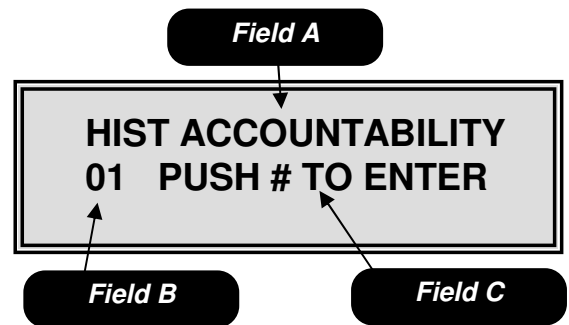 Field A
HIST ACCOUNTABILITY
01 PUSH # TO ENTER
Field B
Field C